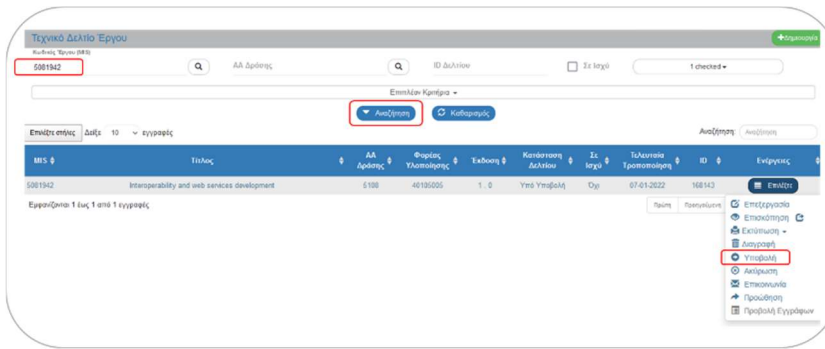 Τεχνικό Δελτίο Έργου
+Δημιουργία
Κωδικός Έργου (MIS)
5081942 ΑΑ Δράσης ID Δελτίου Σε Ισχύ 1 checked
Επιπλέον Κριτήρια
Αναζήτηση Καθαρισμός
Επιλέξτε στήλες Δείξε 10 εγγραφές Αναζήτηση: Αναζήτηση
MIS Τίτλος ΑΑ Δράσης Φορέας Υλοποίησης Έκδοση Κατάσταση Δελτίου Σε Ισχύ Τελευταία Τροποποίηση ID Ενέργειες
5081942 Interoperability and web services development 5108 40195005 1 . 0 Υπό Υποβολή Όχι 07-01-2022 168143 Επιλέξτε
Εμφανίζονται 1 έως 1 από 1 εγγραφές Πρώτη Προηγούμενη
Επεξεργασία
Επισκόπηση
Εκτύπωση
Διαγραφή
Υποβολή
Ακύρωση
Επικοινωνία
Προώθηση
Προβολή Εγγράφων